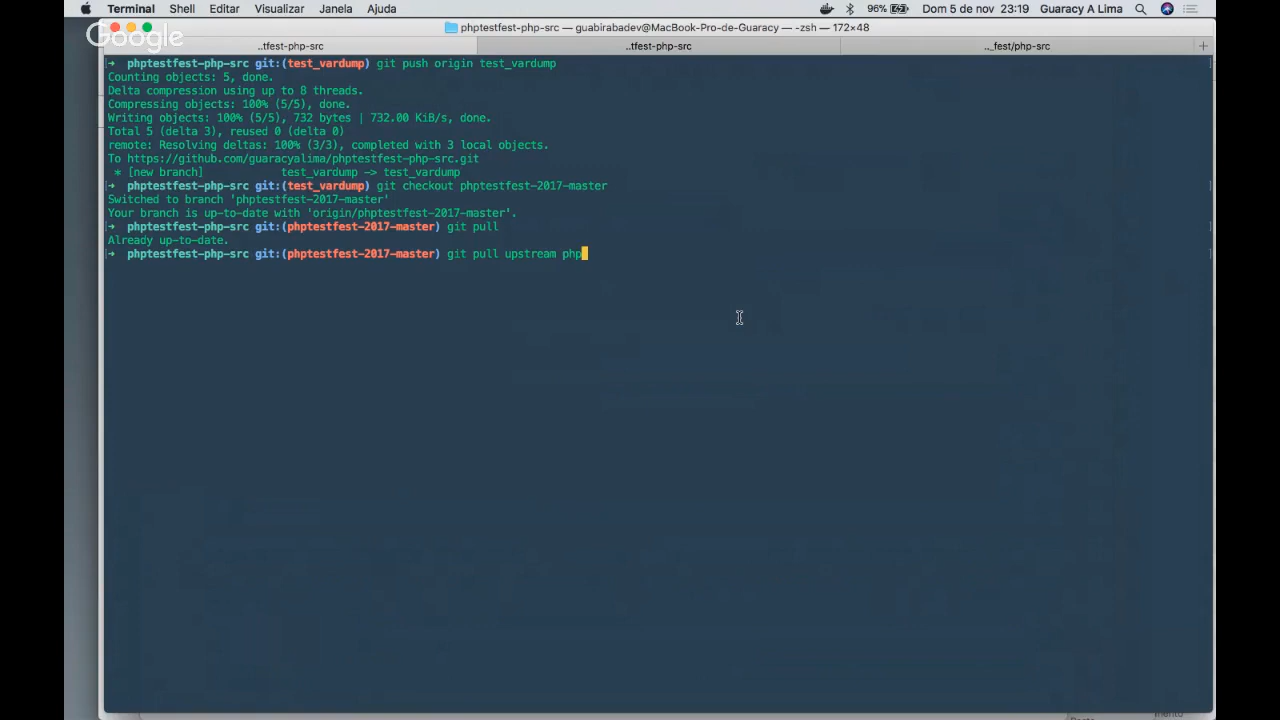 Terminal Shell Editar Visualizar Janela Ajuda 96% Dom 5 de nov 23:19 Guaracy A Lima
Google
phptestfest-php-src — guabirabadev@MacBook-Pro-de-Guaracy — -zsh — 172×48
..tfest-php-src ..tfest-php-src .._fest/php-src +
➜ phptestfest-php-src git:(test_vardump) git push origin test_vardump
Counting objects: 5, done.
Delta compression using up to 8 threads.
Compressing objects: 100% (5/5), done.
Writing objects: 100% (5/5), 732 bytes | 732.00 KiB/s, done.
Total 5 (delta 3), reused 0 (delta 0)
remote: Resolving deltas: 100% (3/3), completed with 3 local objects.
To https://github.com/guaracyalima/phptestfest-php-src.git
* [new branch] test_vardump -> test_vardump
➜ phptestfest-php-src git:(test_vardump) git checkout phptestfest-2017-master
Switched to branch 'phptestfest-2017-master'
Your branch is up-to-date with 'origin/phptestfest-2017-master'.
➜ phptestfest-php-src git:(phptestfest-2017-master) git pull
Already up-to-date.
➜ phptestfest-php-src git:(phptestfest-2017-master) git pull upstream php